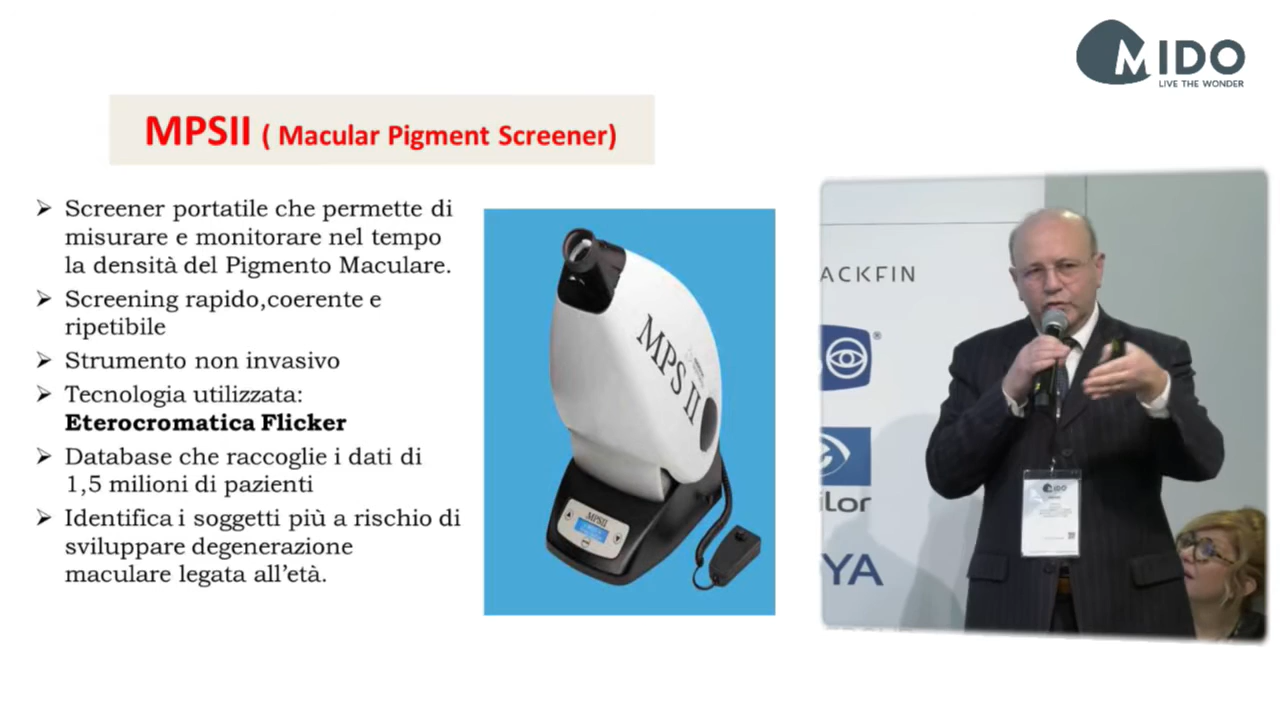 MIDO
LIVE THE WONDER
MPSII ( Macular Pigment Screener)
➢ Screener portatile che permette di
misurare e monitorare nel tempo
la densità del Pigmento Maculare.
➢ Screening rapido,coerente e
ripetibile
➢ Strumento non invasivo
➢ Tecnologia utilizzata:
Eterocromatica Flicker
➢ Database che raccoglie i dati di
1,5 milioni di pazienti
➢ Identifica i soggetti più a rischio di
sviluppare degenerazione
maculare legata all’età.
MPS II
MPSII
ACKFIN
®
ilor
YA
MIDO